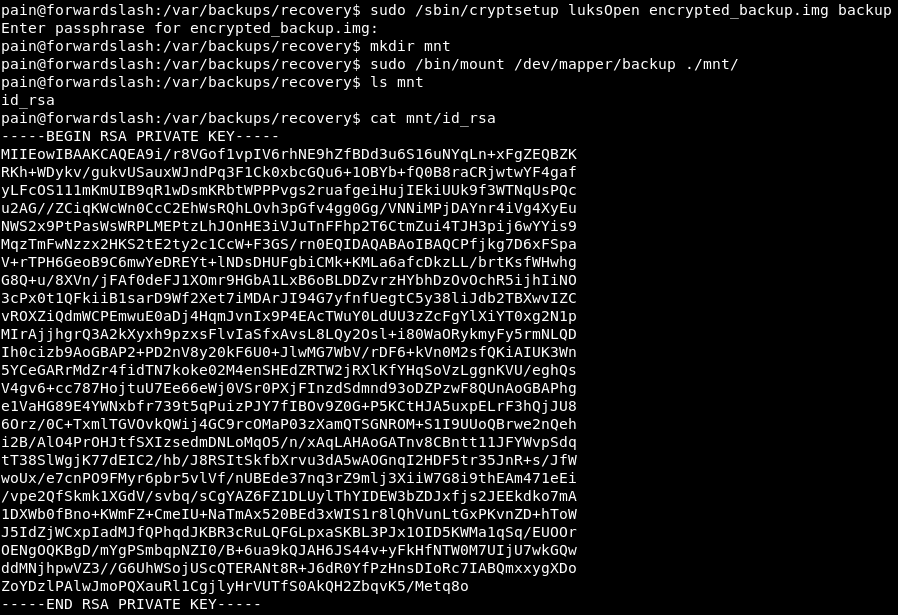 pain@forwardslash:/var/backups/recovery$ sudo /sbin/cryptsetup luksOpen encrypted_backup.img backup
Enter passphrase for encrypted_backup.img:
pain@forwardslash:/var/backups/recovery$ mkdir mnt
pain@forwardslash:/var/backups/recovery$ sudo /bin/mount /dev/mapper/backup ./mnt/
pain@forwardslash:/var/backups/recovery$ ls mnt
id_rsa
pain@forwardslash:/var/backups/recovery$ cat mnt/id_rsa
-----BEGIN RSA PRIVATE KEY-----
MIIEowIBAAKCAQEA9i/r8VGof1vpIV6rhNE9hZfBDd3u6S16uNYqLn+xFgZEQBZK
RKh+WDykv/gukvUSauxWJndPq3F1Ck0xbcGQu6+1OBYb+fQ0B8raCRjwtwYF4gaf
yLFcOS111mKmUIB9qR1wDsmKRbtWPPPvgs2ruafgeiHujIEkiUUk9f3WTNqUsPQc
u2AG//ZCiqKWcWn0CcC2EhWsRQhLOvh3pGfv4gg0Gg/VNNiMPjDAYnr4iVg4XyEu
NWS2x9PtPasWsWRPLMEPtzLhJOnHE3iVJuTnFFhp2T6CtmZui4TJH3pij6wYYis9
MqzTmFwNzzx2HKS2tE2ty2c1CcW+F3GS/rn0EQIDAQABAoIBAQCPfjkg7D6xFSpa
V+rTPH6GeoB9C6mwYeDREYt+lNDsDHUFgbiCMk+KMLa6afcDkzLL/brtKsfWHwhg
G8Q+u/8XVn/jFAf0deFJ1XOmr9HGbA1LxB6oBLDDZvrzHYbhDzOvOchR5ijhIiNO
3cPx0t1QFkiiB1sarD9Wf2Xet7iMDArJI94G7yfnfUegtC5y38liJdb2TBXwvIZC
vROXZiQdmWCPEmwuE0aDj4HqmJvnIx9P4EAcTWuY0LdUU3zZcFgYlXiYT0xg2N1p
MIrAjjhgrQ3A2kXyxh9pzxsFlvIaSfxAvsL8LQy2Osl+i80WaORykmyFy5rmNLQD
Ih0cizb9AoGBAP2+PD2nV8y20kF6U0+JlwMG7WbV/rDF6+kVn0M2sfQKiAIUK3Wn
5YCeGARrMdZr4fidTN7koke02M4enSHEdZRTW2jRXlKfYHqSoVzLggnKVU/eghQs
V4gv6+cc787HojtuU7Ee66eWj0VSr0PXjFInzdSdmnd93oDZPzwF8QUnAoGBAPhg
e1VaHG89E4YWNxbfr739t5qPuizPJY7fIBOv9Z0G+P5KCtHJA5uxpELrF3hQjJU8
6Orz/0C+TxmlTGVOvkQWij4GC9rcOMaP03zXamQTSGNROM+S1I9UUoQBrwe2nQeh
i2B/AlO4PrOHJtfSXIzsedmDNLoMqO5/n/xAqLAHAoGATnv8CBntt11JFYWvpSdq
tT38SlWgjK77dEIC2/hb/J8RSItSkfbXrvu3dA5wAOGnqI2HDF5tr35JnR+s/JfW
woUx/e7cnPO9FMyr6pbr5vlVf/nUBEde37nq3rZ9mlj3XiiW7G8i9thEAm471eEi
/vpe2QfSkmk1XGdV/svbq/sCgYAZ6FZ1DLUylThYIDEW3bZDJxfjs2JEEkdko7mA
1DXWb0fBno+KWmFZ+CmeIU+NaTmAx520BEd3xWIS1r8lQhVunLtGxPKvnZD+hToW
J5IdZjWCxpIadMJfQPhqdJKBR3cRuLQFGLpxaSKBL3PJx1OID5KWMa1qSq/EUOOr
OENgOQKBgD/mYgPSmbqpNZI0/B+6ua9kQJAH6JS44v+yFkHfNTW0M7UIjU7wkGQw
ddMNjhpwVZ3//G6UhWSojUScQTERANt8R+J6dR0YfPzHnsDIoRc7IABQmxxygXDo
ZoYDzlPAlwJmoPQXauRl1CgjlyHrVUTfS0AkQH2ZbqvK5/Metq8o
-----END RSA PRIVATE KEY-----